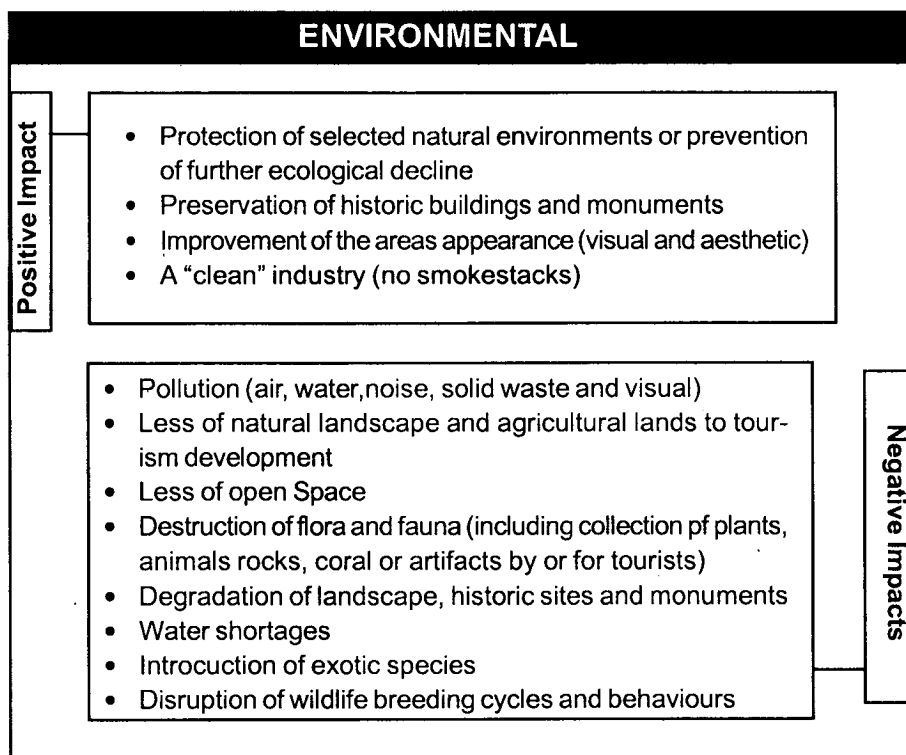 ENVIRONMENTAL
Positive Impact
• Protection of selected natural environments or prevention
of further ecological decline
• Preservation of historic buildings and monuments
• Improvement of the areas appearance (visual and aesthetic)
• A “clean” industry (no smokestacks)
• Pollution (air, water,noise, solid waste and visual)
• Less of natural landscape and agricultural lands to tour-
ism development
• Less of open Space
• Destruction of flora and fauna (including collection pf plants,
animals rocks, coral or artifacts by or for tourists)
• Degradation of landscape, historic sites and monuments
• Water shortages
• Introcuction of exotic species
• Disruption of wildlife breeding cycles and behaviours
Negative Impacts